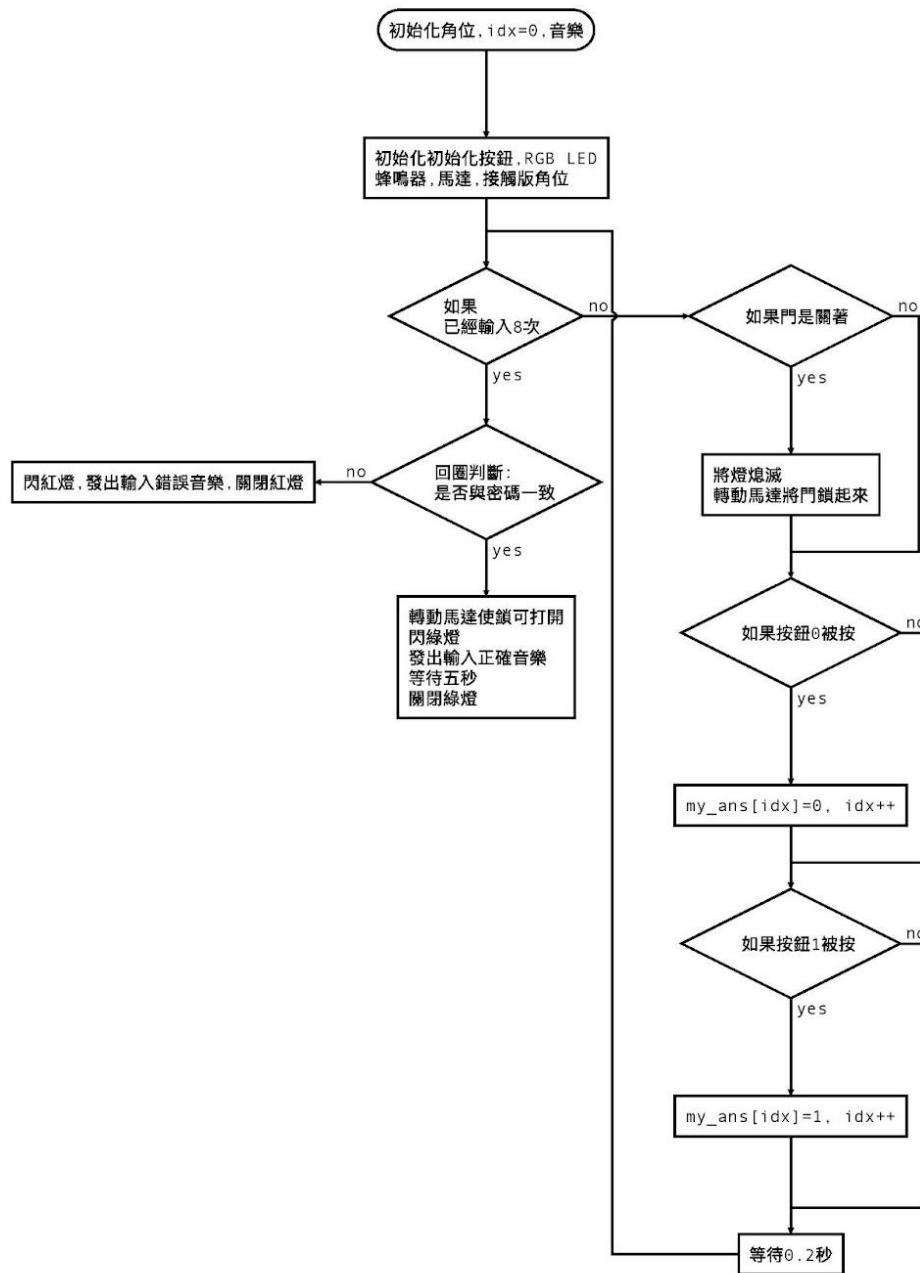 初始化角位,idx=0,音樂
初始化初始化按鈕,RGB LED
蜂鳴器,馬達,接觸版角位
如果
已經輸入8次
no
如果門是關著
no
yes
yes
回圈判斷:
是否與密碼一致
no
閃紅燈,發出輸入錯誤音樂,關閉紅燈
將燈熄滅
轉動馬達將門鎖起來
yes
轉動馬達使鎖可打開
閃綠燈
發出輸入正確音樂
等待五秒
關閉綠燈
如果按鈕0被按
no
yes
my_ans[idx]=0, idx++
如果按鈕1被按
no
yes
my_ans[idx]=1, idx++
等待0.2秒